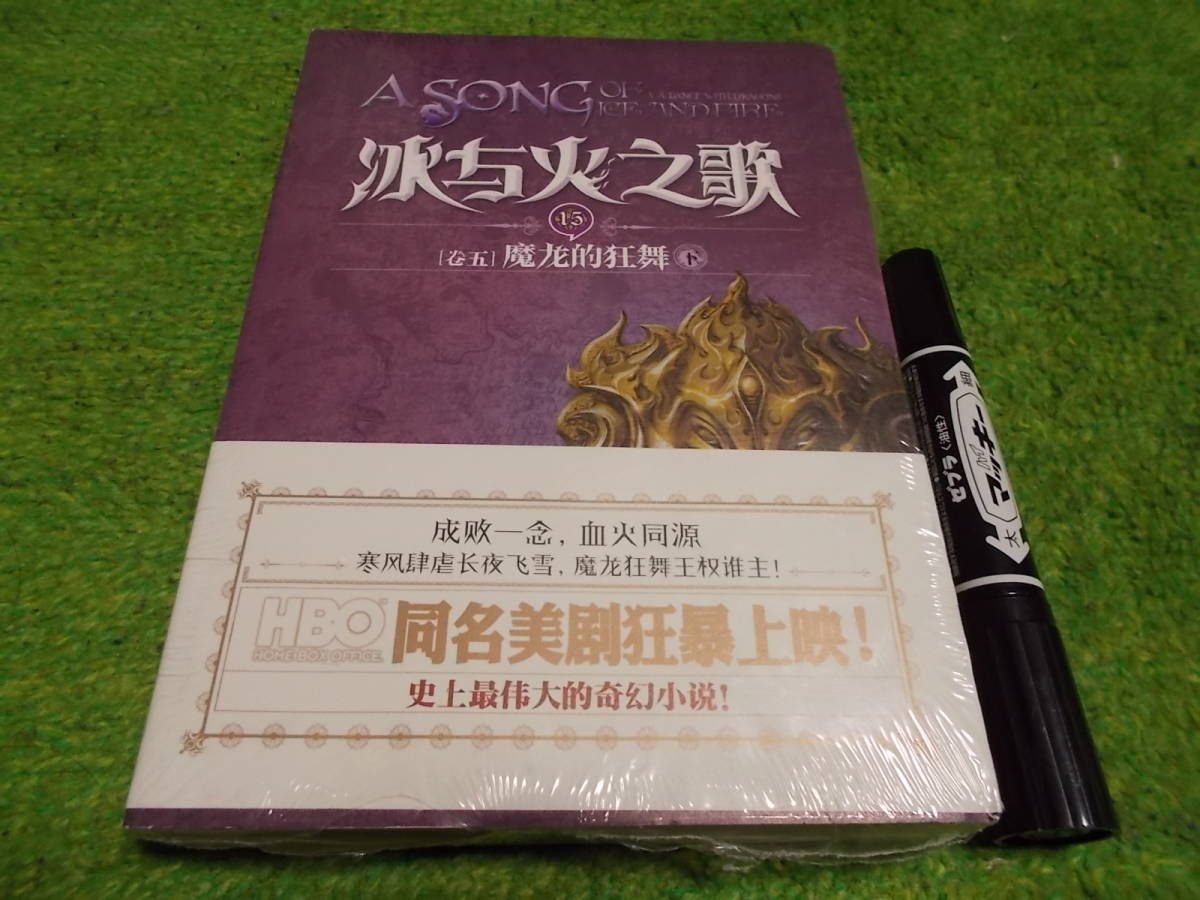 A SONG OF ICE AND FIRE
A DANCE WITH DRAGONS
冰与火之歌
15
[卷五] 魔龙的狂舞 下
成败一念，血火同源
寒风肆虐长夜飞雪，魔龙狂舞王权谁主！
HBO 同名美剧狂暴上映！
HOME BOX OFFICE
史上最伟大的奇幻小说！
ゼブラ〈油性〉
マッキー
細
太